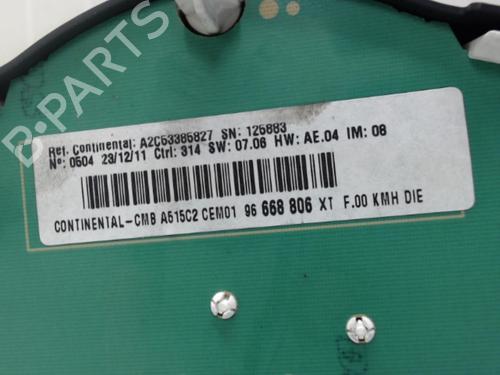 B-PARTS
Ref. Continental: A2C53385827 SN: 125883
Nº: 0504 23/12/11 Ctrl: 314 SW: 07.06 HW: AE.04 IM: 08
CONTINENTAL-CMB A515C2 CEM01 96 668 806 XT F.00 KMH DIE